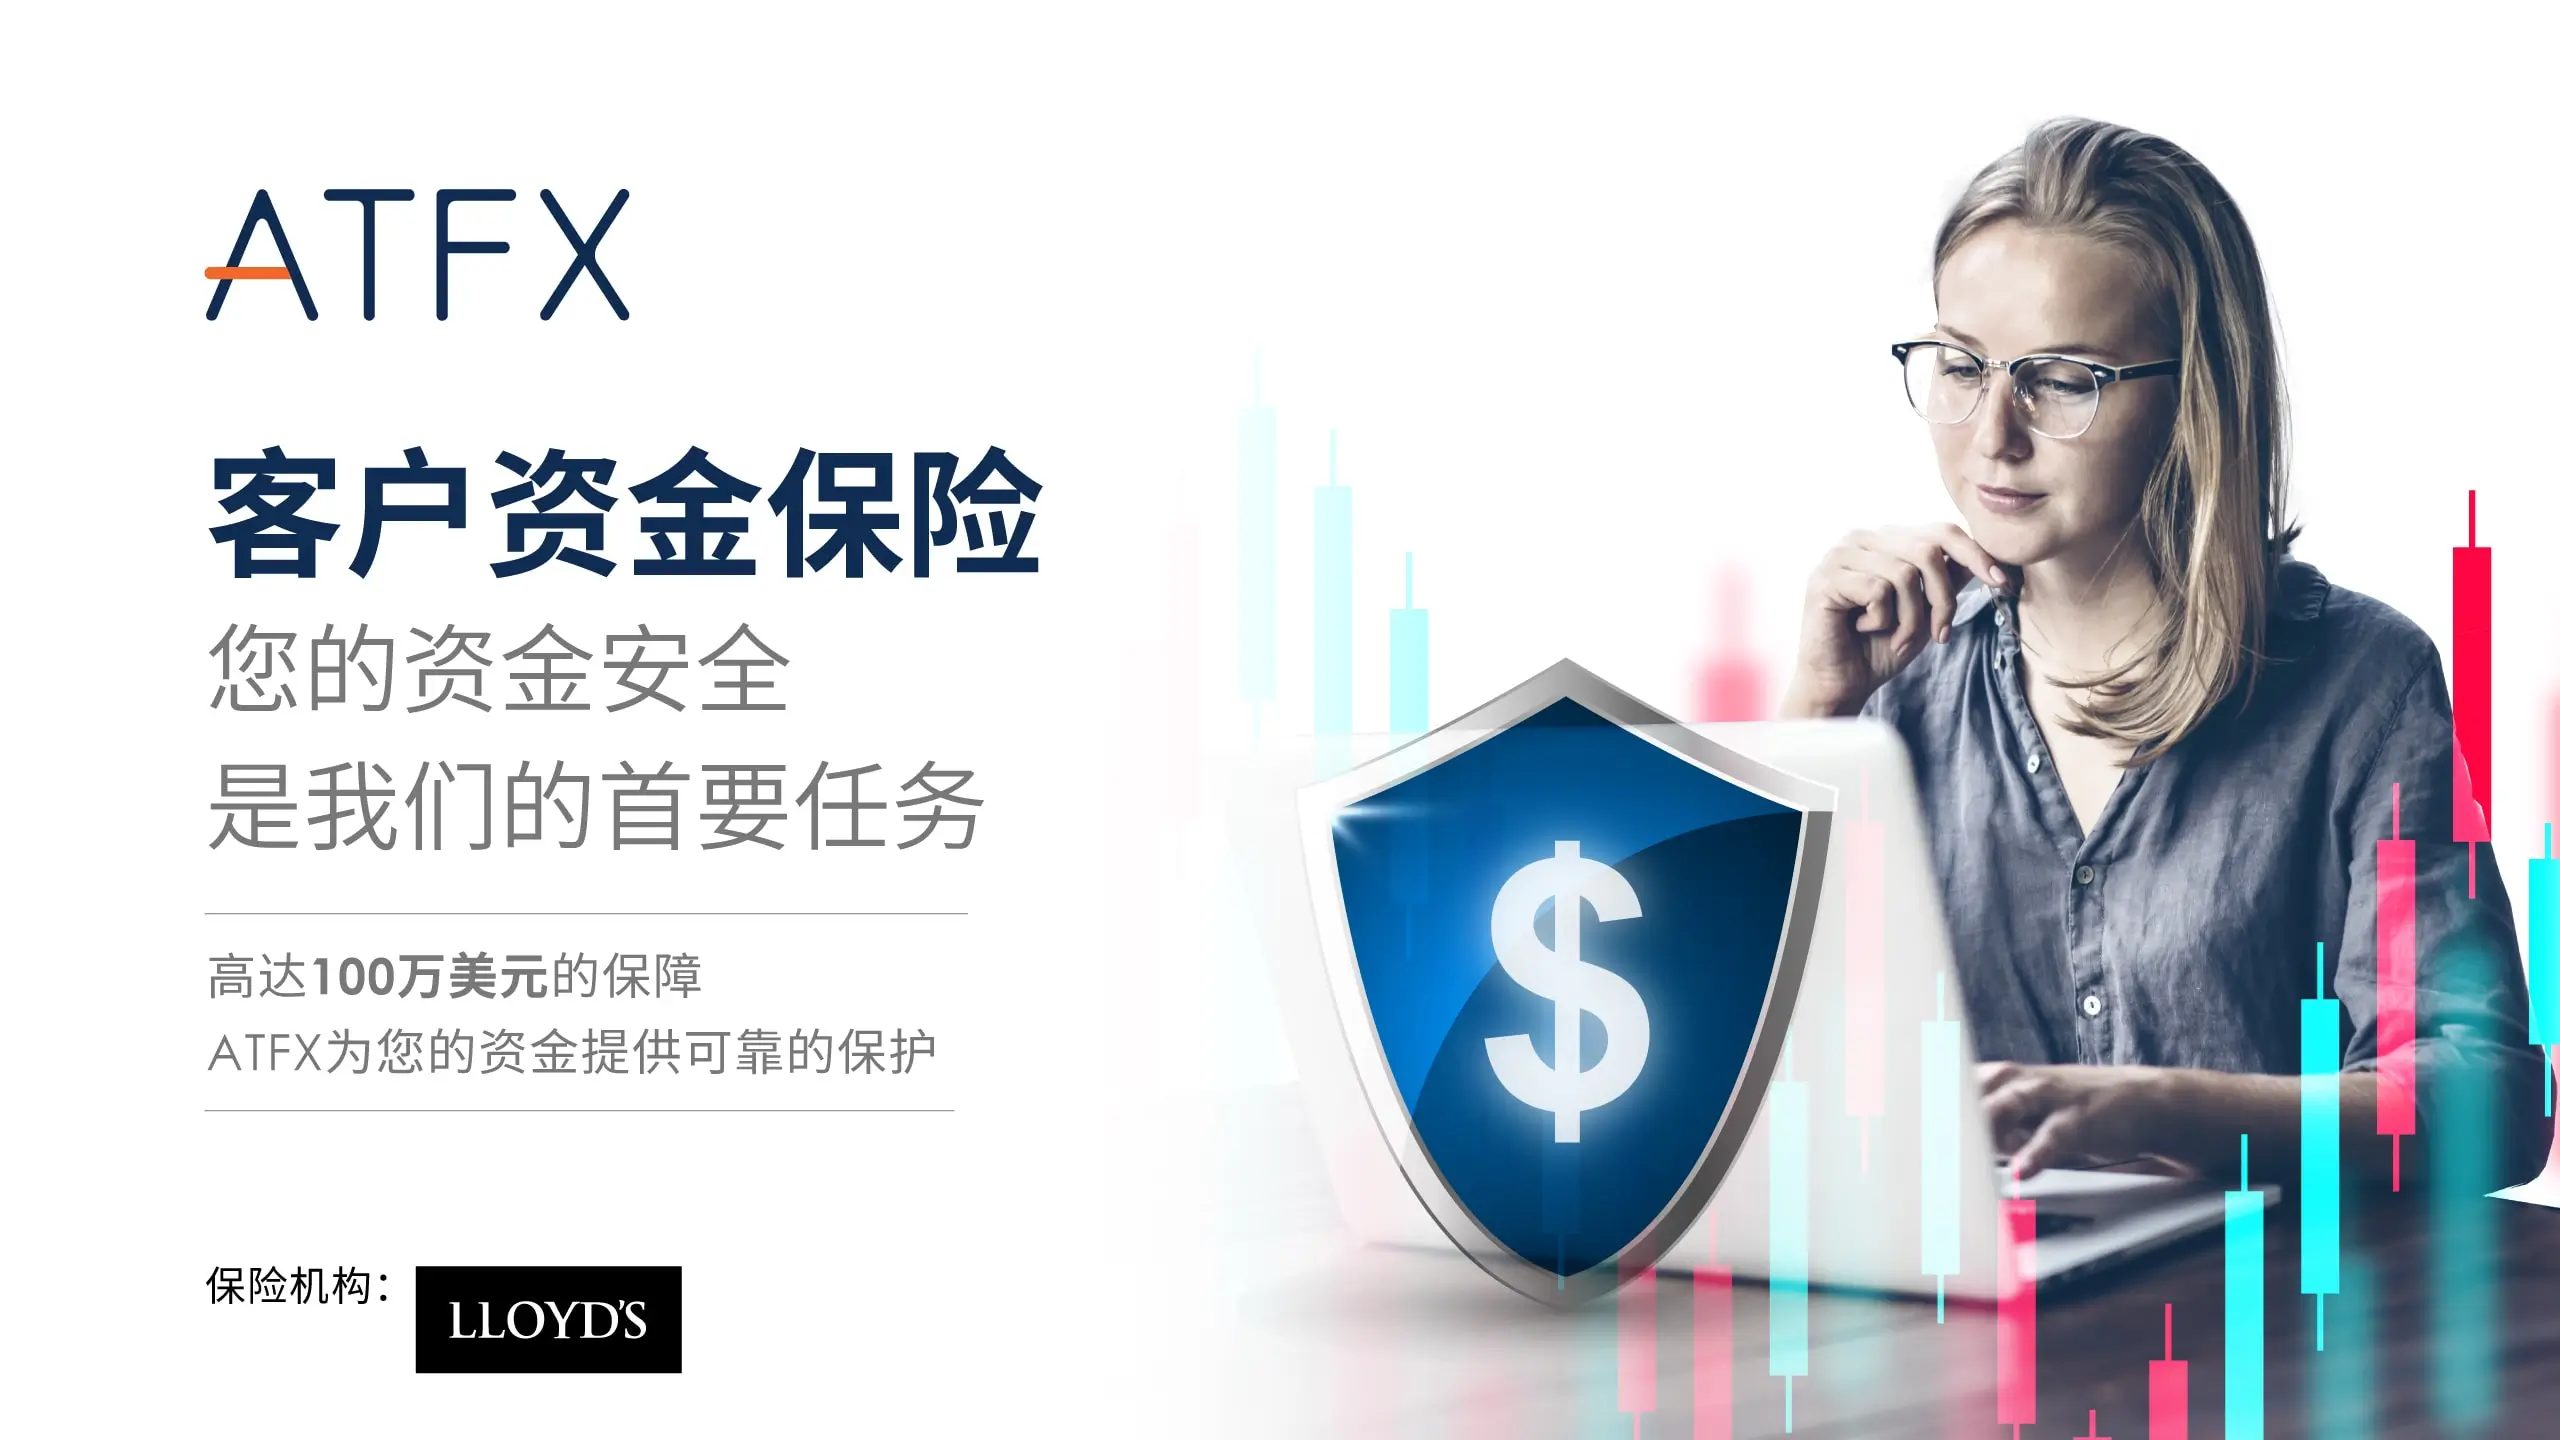 ATFX
客户资金保险
您的资金安全
是我们的首要任务
高达100万美元的保障
ATFX为您的资金提供可靠的保护
保险机构：
LLOYD'S
$